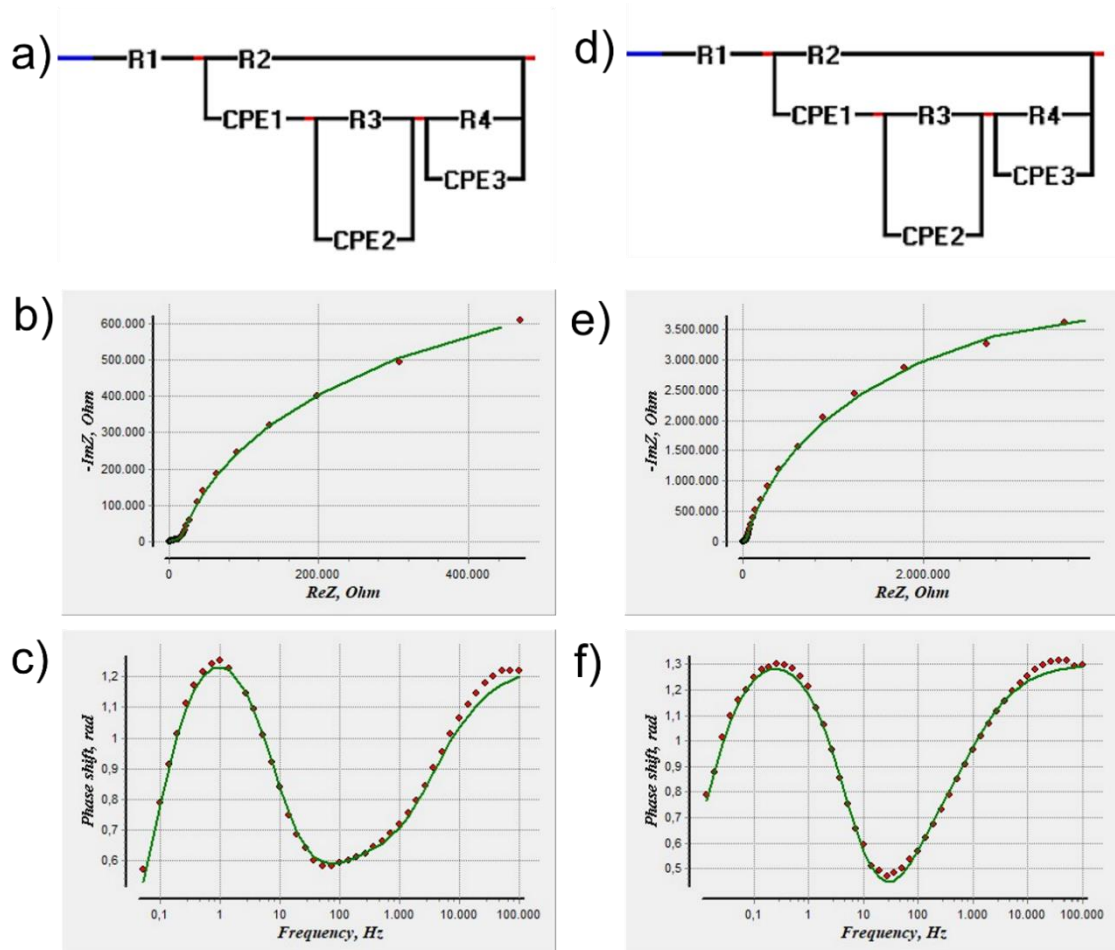 a)
R1 R2
CPE1 R3 R4
CPE3
CPE2
d)
R1 R2
CPE1 R3 R4
CPE3
CPE2
b)
600.000
500.000
400.000
300.000
200.000
100.000
0
-ImZ, Ohm
0 200.000 400.000
ReZ, Ohm
e)
3.500.000
3.000.000
2.500.000
2.000.000
1.500.000
1.000.000
500.000
0
-ImZ, Ohm
0 2.000.000
ReZ, Ohm
c)
1,2
1
0,9
0,8
0,7
0,6
Phase shift, rad
0,1 1 10 100 1.000 10.000 100.000
Frequency, Hz
f)
1,3
1,2
1
0,9
0,8
0,7
0,6
0,5
Phase shift, rad
0,1 1 10 100 1.000 10.000 100.000
Frequency, Hz